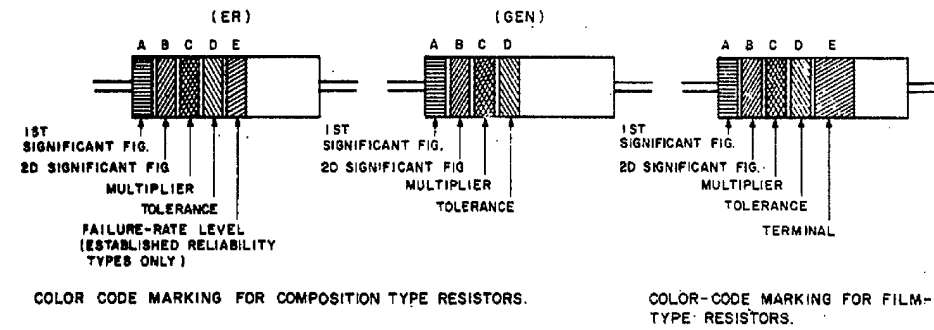 (ER)
A B C D E
1ST
SIGNIFICANT FIG.
2D SIGNIFICANT FIG
MULTIPLIER
TOLERANCE
FAILURE-RATE LEVEL
(ESTABLISHED RELIABILITY
TYPES ONLY)
(GEN)
A B C D
1ST
SIGNIFICANT FIG.
2D SIGNIFICANT FIG.
MULTIPLIER
TOLERANCE
A B C D E
1ST
SIGNIFICANT FIG.
2D SIGNIFICANT FIG.
MULTIPLIER
TOLERANCE
TERMINAL
COLOR CODE MARKING FOR COMPOSITION TYPE RESISTORS.
COLOR-CODE MARKING FOR FILM-
TYPE RESISTORS.